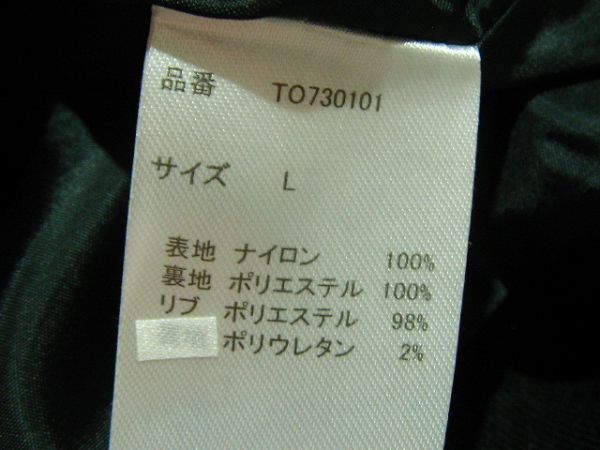 品番 TO730101
サイズ L
表地 ナイロン 100%
裏地 ポリエステル 100%
リブ ポリエステル 98%
ポリウレタン 2%